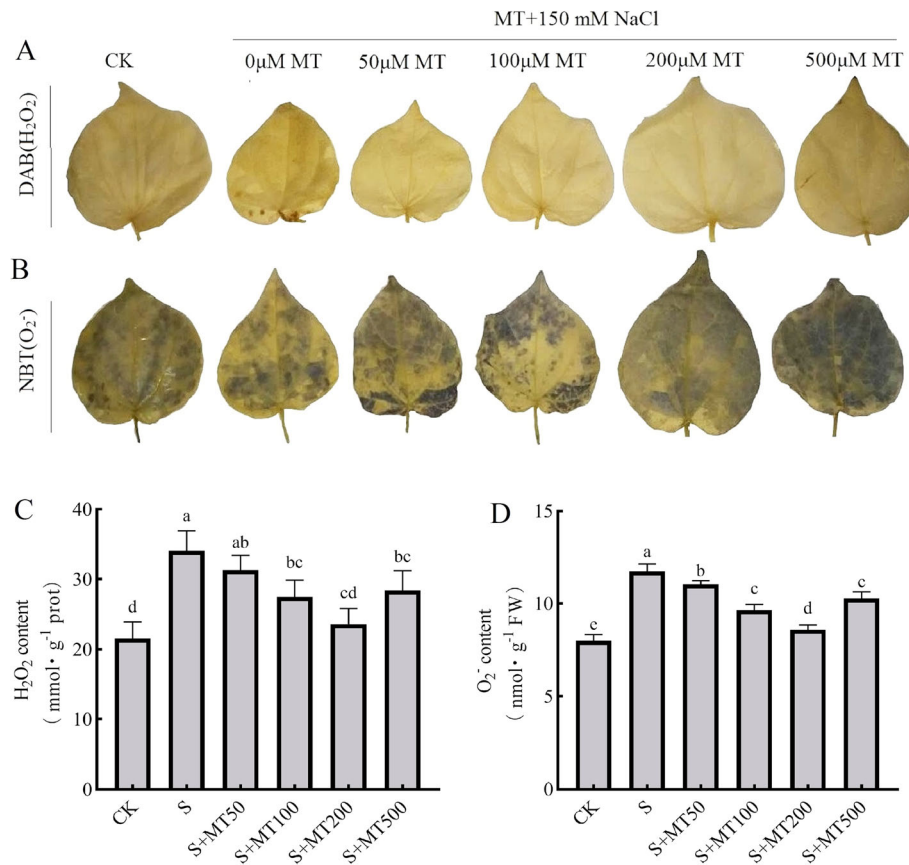 MT+150 mM NaCl
A
CK
0μM MT
50μM MT
100μM MT
200μM MT
500μM MT
DAB(H₂O₂)
B
NBT(O₂⁻)
C
H₂O₂ content
( mmol· g⁻¹ prot)
40
30
20
10
0
d
a
ab
bc
cd
bc
CK
S
S+MT50
S+MT100
S+MT200
S+MT500
D
O₂⁻ content
( nmol· g⁻¹ FW)
15
10
5
0
e
a
b
c
d
c
CK
S
S+MT50
S+MT100
S+MT200
S+MT500